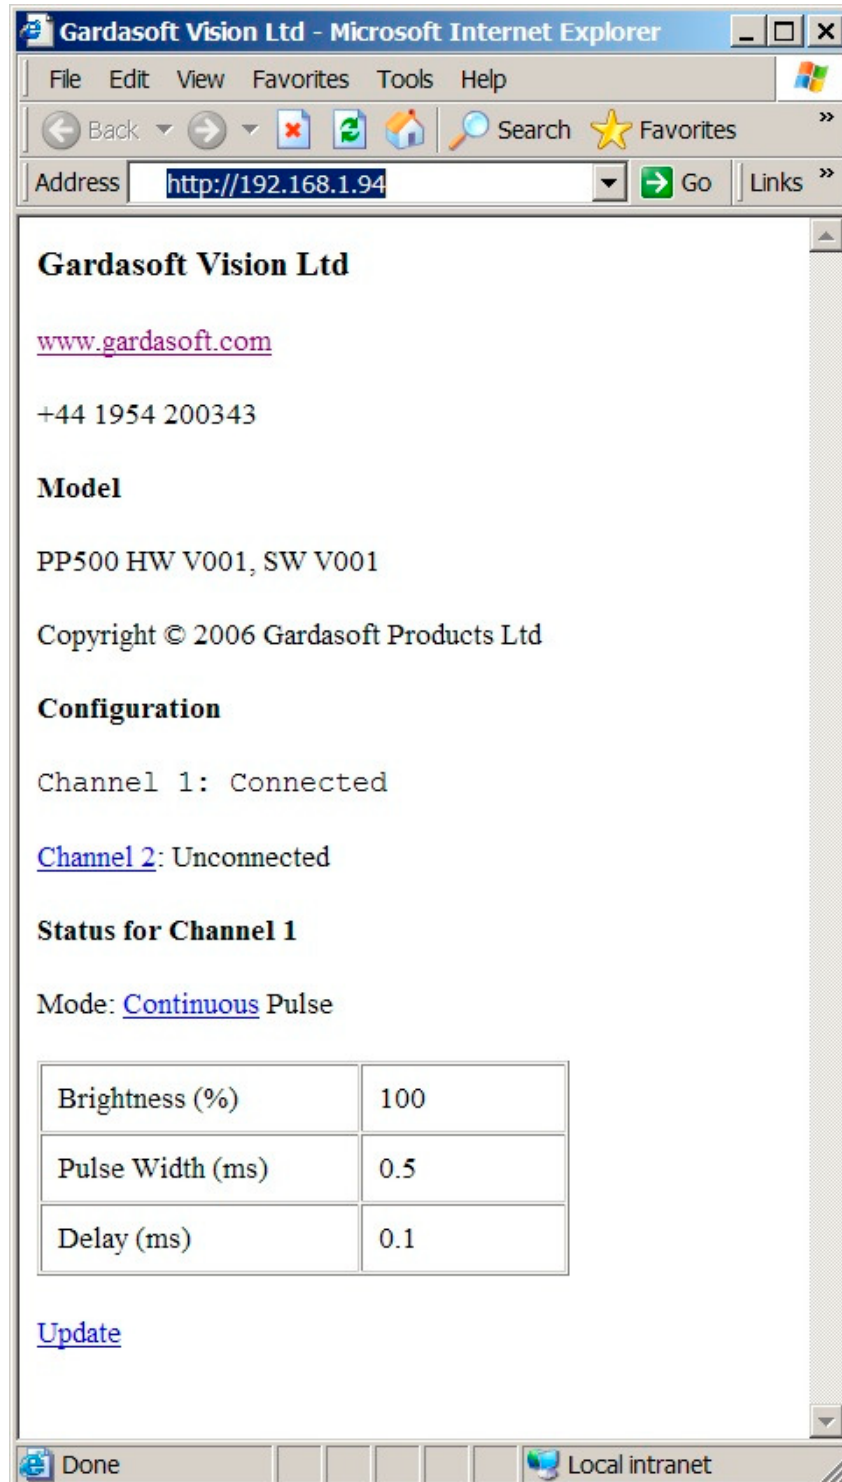 Gardasoft Vision Ltd - Microsoft Internet Explorer
File Edit View Favorites Tools Help
Back Search Favorites »
Address http://192.168.1.94 Go Links »
Gardasoft Vision Ltd
www.gardasoft.com
+44 1954 200343
Model
PP500 HW V001, SW V001
Copyright © 2006 Gardasoft Products Ltd
Configuration
Channel 1: Connected
Channel 2: Unconnected
Status for Channel 1
Mode: Continuous Pulse
Brightness (%) 100
Pulse Width (ms) 0.5
Delay (ms) 0.1
Update
Done Local intranet